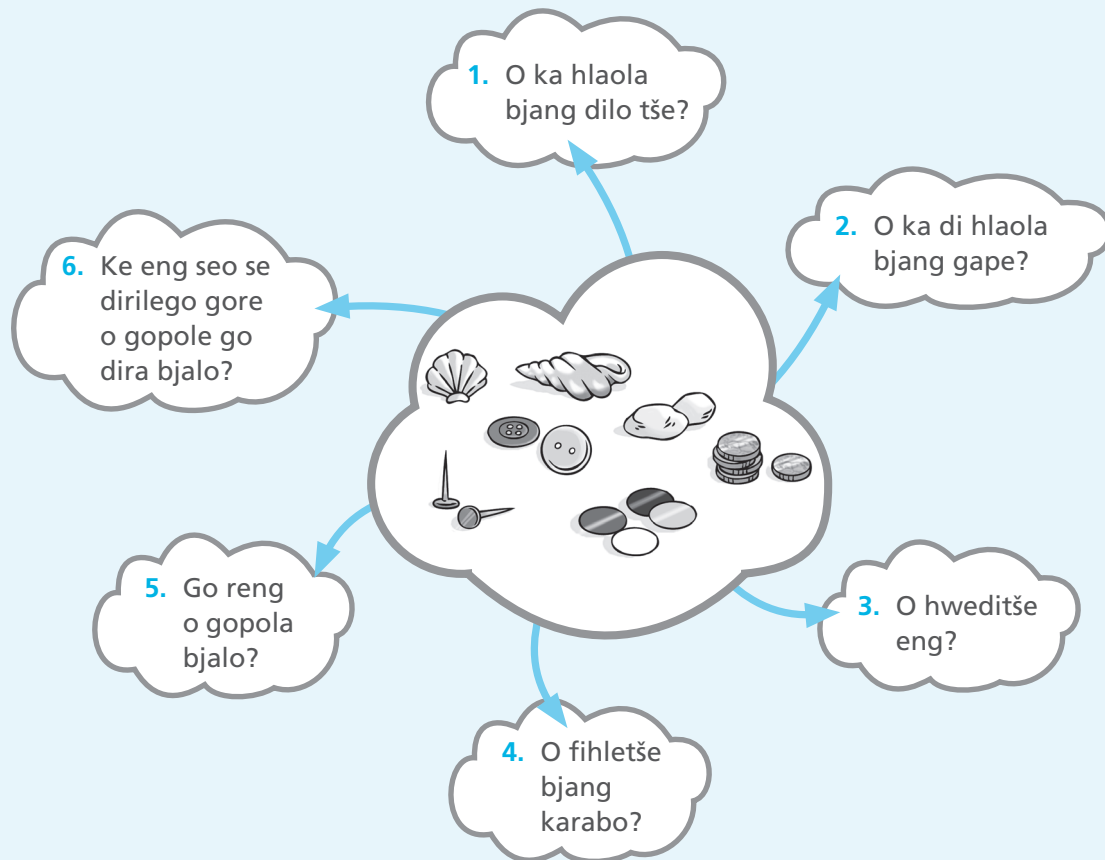 1. O ka hlaola
bjang dilo tše?
2. O ka di hlaola
bjang gape?
3. O hweditše
eng?
4. O fihletše
bjang
karabo?
5. Go reng
o gopola
bjalo?
6. Ke eng seo se
dirilego gore
o gopole go
dira bjalo?